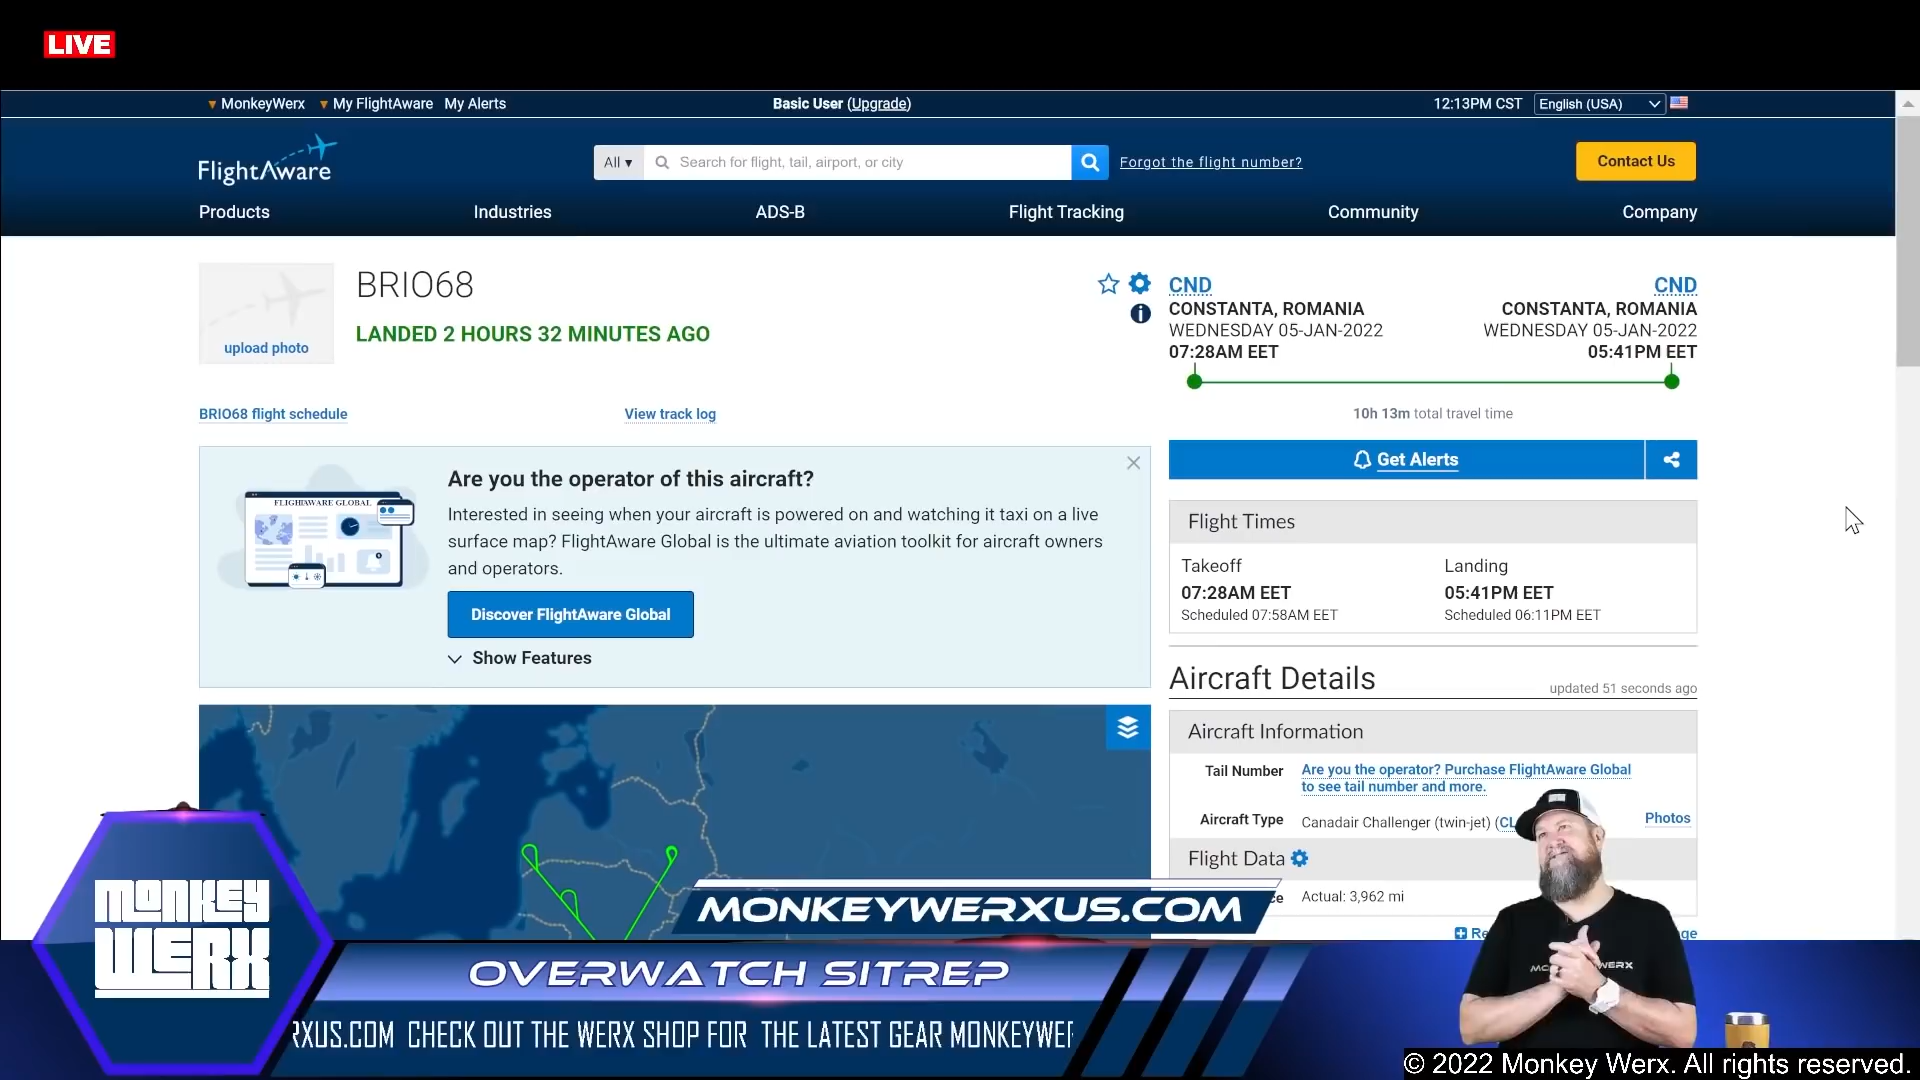 LIVE
MonkeyWerx My FlightAware My Alerts
Basic User (Upgrade)
12:13PM CST English (USA)
FlightAware
All Search for flight, tail, airport, or city
Forgot the flight number?
Contact Us
Products Industries ADS-B Flight Tracking Community Company
upload photo
BRIO68
LANDED 2 HOURS 32 MINUTES AGO
BRIO68 flight schedule
View track log
CND
CONSTANTA, ROMANIA
WEDNESDAY 05-JAN-2022
07:28AM EET
CND
CONSTANTA, ROMANIA
WEDNESDAY 05-JAN-2022
05:41PM EET
10h 13m total travel time
Get Alerts
FLIGHTAWARE GLOBAL
Are you the operator of this aircraft?
Interested in seeing when your aircraft is powered on and watching it taxi on a live
surface map? FlightAware Global is the ultimate aviation toolkit for aircraft owners
and operators.
Discover FlightAware Global
Show Features
Flight Times
Takeoff
07:28AM EET
Scheduled 07:58AM EET
Landing
05:41PM EET
Scheduled 06:11PM EET
Aircraft Details
updated 51 seconds ago
Aircraft Information
Tail Number
Are you the operator? Purchase FlightAware Global
to see tail number and more.
Aircraft Type
Canadair Challenger (twin-jet) (CL
Photos
Flight Data
Actual: 3,962 mi
MONKEY
WERX
MONKEYWERXUS.COM
OVERWATCH SITREP
RXUS.COM CHECK OUT THE WERX SHOP FOR THE LATEST GEAR MONKEYWER
© 2022 Monkey Werx. All rights reserved.